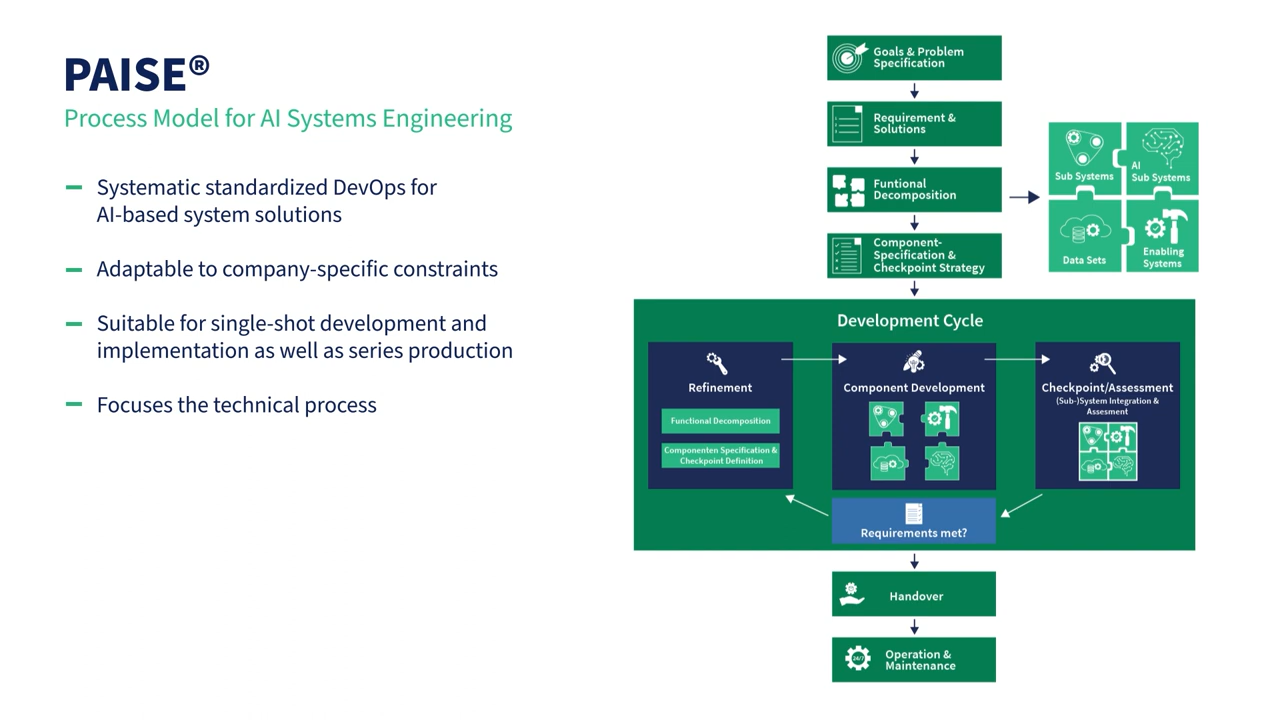 PAISE®
Process Model for AI Systems Engineering
Systematic standardized DevOps for
AI-based system solutions
Adaptable to company-specific constraints
Suitable for single-shot development and
implementation as well as series production
Focuses the technical process
Goals & Problem
Specification
Requirement &
Solutions
Funtional
Decomposition
Component-
Specification &
Checkpoint Strategy
Sub Systems
AI
Sub Systems
Data Sets
Enabling
Systems
Development Cycle
Refinement
Functional Decomposition
Componenten Specification &
Checkpoint Definition
Component Development
Checkpoint/Assessment
(Sub-)System Integration &
Assesment
Requirements met?
Handover
24/7
Operation &
Maintenance